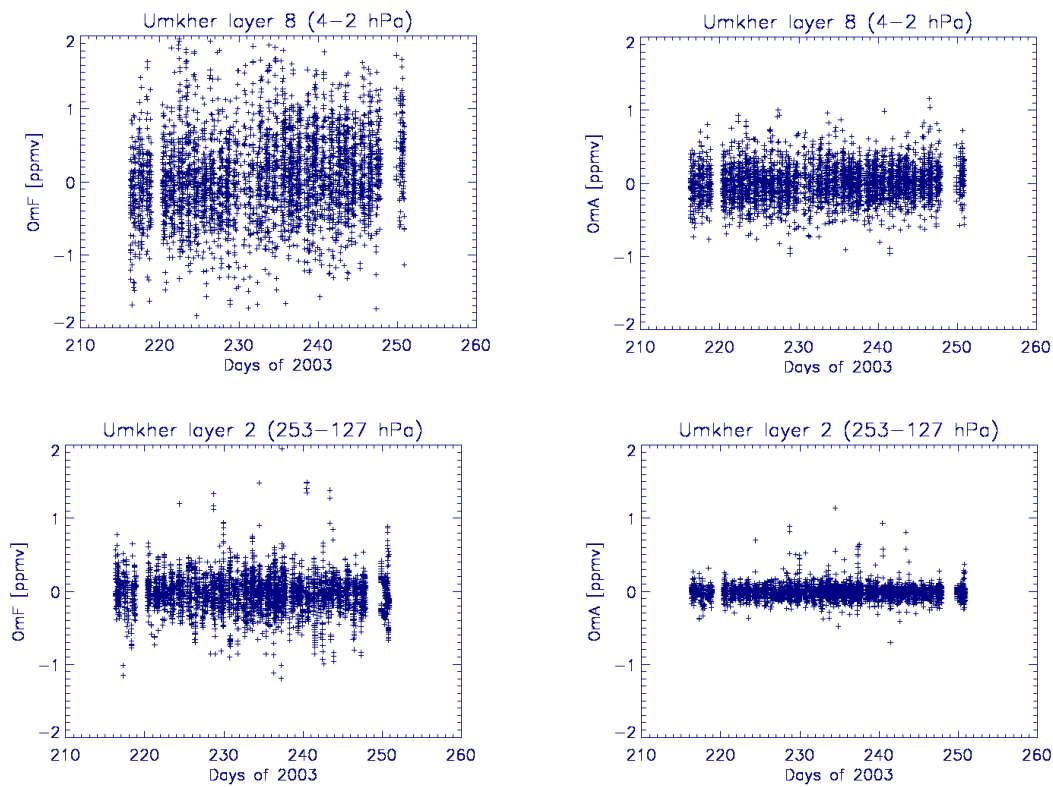 Umkher layer 8 (4-2 hPa)
2
1
0
-1
-2
OmF [ppmv]
210 220 230 240 250 260
Days of 2003
Umkher layer 8 (4-2 hPa)
2
1
0
-1
-2
OmA [ppmv]
210 220 230 240 250 260
Days of 2003
Umkher layer 2 (253-127 hPa)
2
1
0
-1
-2
OmF [ppmv]
210 220 230 240 250 260
Days of 2003
Umkher layer 2 (253-127 hPa)
2
1
0
-1
-2
OmA [ppmv]
210 220 230 240 250 260
Days of 2003